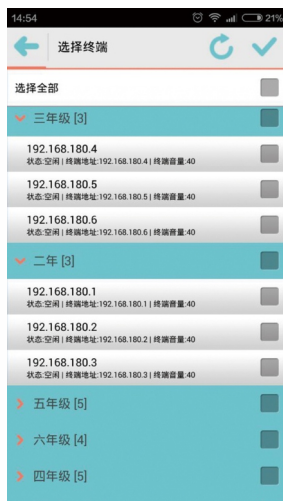 14:54 21%
选择终端
选择全部
三年级 [3]
192.168.180.4
状态:空闲 | 终端地址:192.168.180.4 | 终端音量:40
192.168.180.5
状态:空闲 | 终端地址:192.168.180.5 | 终端音量:40
192.168.180.6
状态:空闲 | 终端地址:192.168.180.6 | 终端音量:40
二年 [3]
192.168.180.1
状态:空闲 | 终端地址:192.168.180.1 | 终端音量:40
192.168.180.2
状态:空闲 | 终端地址:192.168.180.2 | 终端音量:40
192.168.180.3
状态:空闲 | 终端地址:192.168.180.3 | 终端音量:40
五年级 [5]
六年级 [4]
四年级 [5]